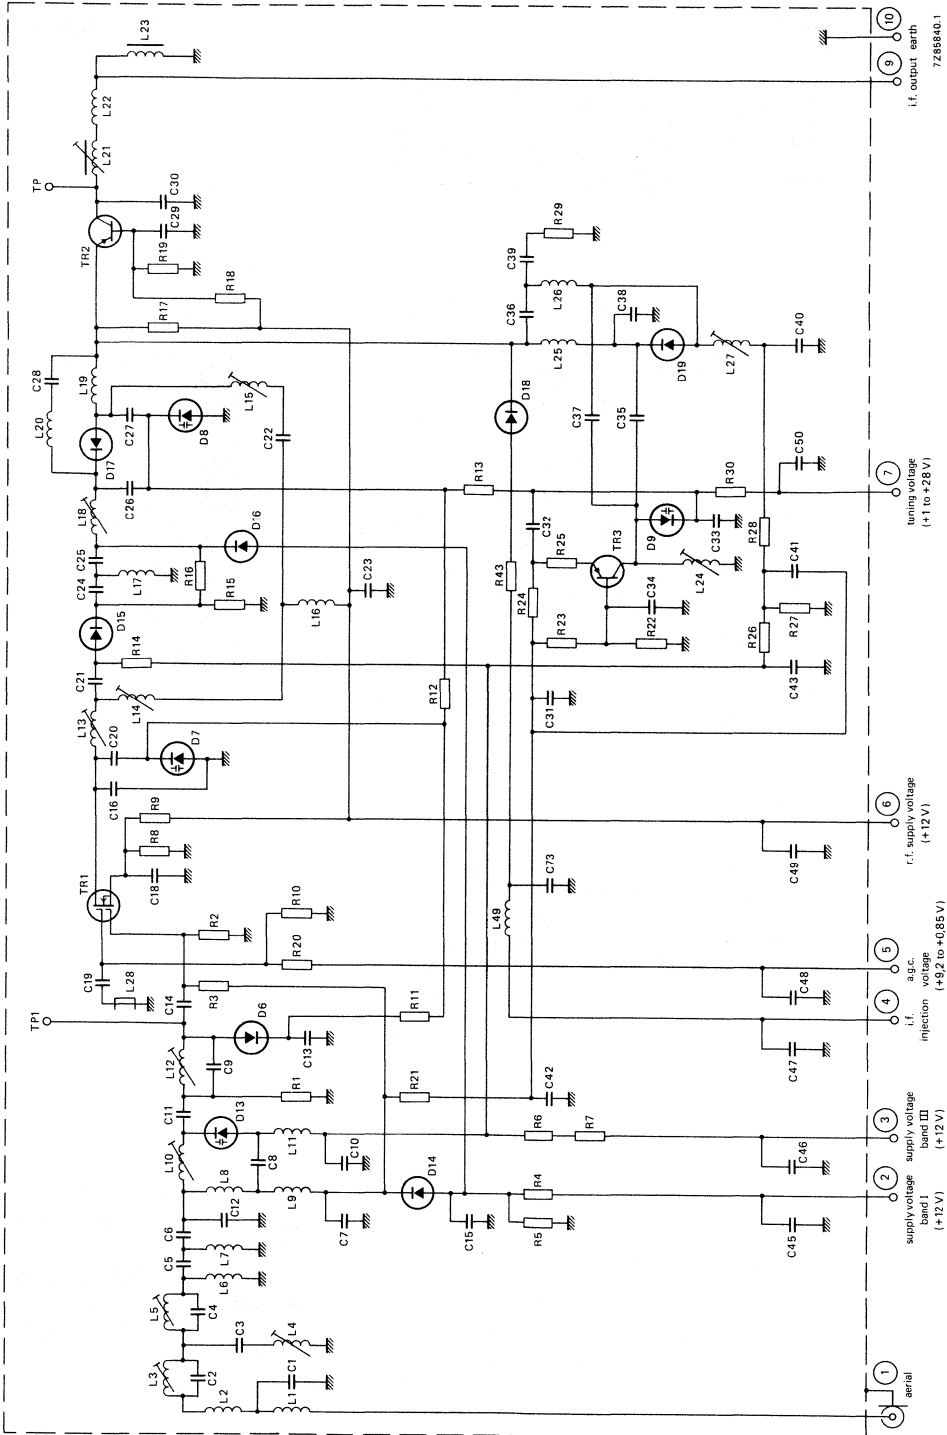 L23
L22
L21
TP
C30
C29
TR2
R19
R18
R17
C28
L19
L20
L15
C27
D8
C22
D17
C26
L18
D'6
C25
L17
R16
C24
R15
C23
D15
L16
R14
C21
L14
L13
C20
D7
C16
R9
R8
TR1
C18
R10
R2
C19
L28
R20
C14
R3
TP1
D6
R11
L12
C9
C13
R1
R21
C42
C11
D13
L11
L10
C8
C10
D14
L8
L9
R6
R7
R4
R5
C12
C7
C15
C6
C5
L7
L6
L5
C4
C3
L4
L3
C2
C1
L2
L1
R12
R13
C39
R29
C36
L26
C38
L25
D19
L27
C40
D18
C37
C35
C50
R30
C32
R25
TR3
D9
C33
R28
R43
R24
L24
C41
C34
R23
R22
R26
R27
C31
C43
C73
L49
C49
C48
C47
C46
C45
10
earth
9
i.f. output
7
tuning voltage
(+1 to +28 V)
6
r.f. supply voltage
(+12 V)
5
a.g.c.
voltage
(+9,2 to +0,85 V)
4
i.f.
injection
3
supply voltage
band III
(+12 V)
2
supply voltage
band I
(+12 V)
1
aerial
7Z85840.1